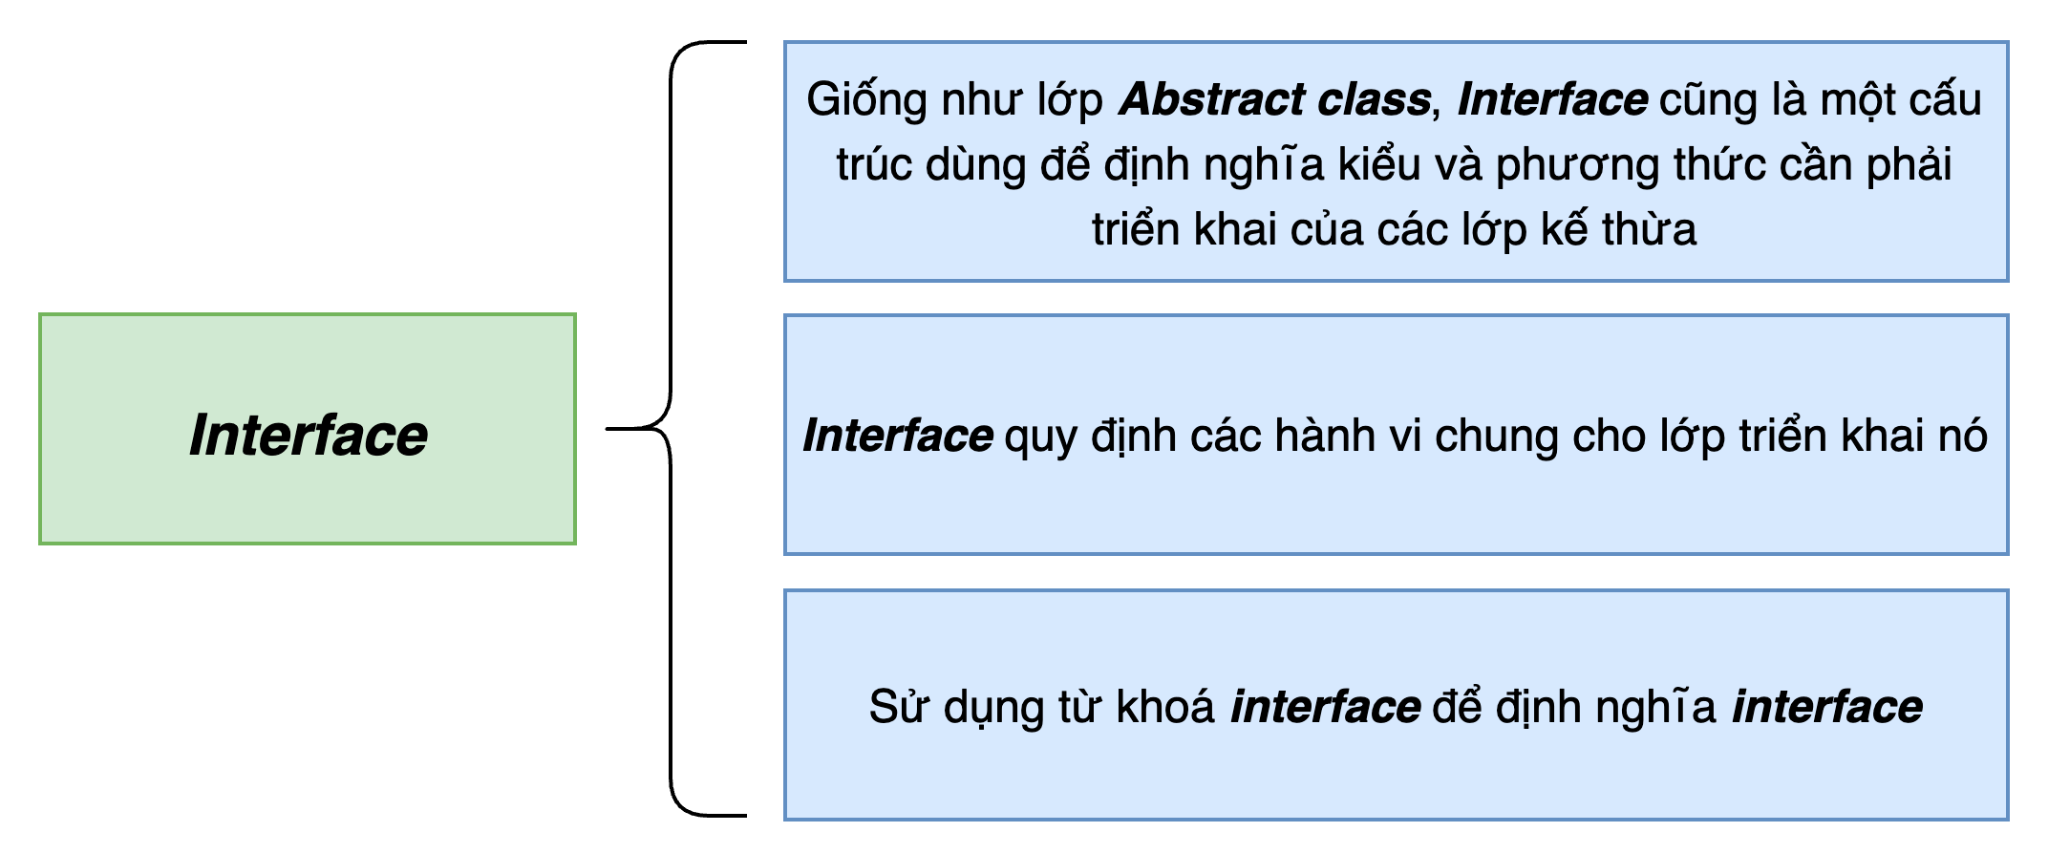 Interface
Giống như lớp Abstract class, Interface cũng là một cấu
trúc dùng để định nghĩa kiểu và phương thức cần phải
triển khai của các lớp kế thừa
Interface quy định các hành vi chung cho lớp triển khai nó
Sử dụng từ khoá interface để định nghĩa interface